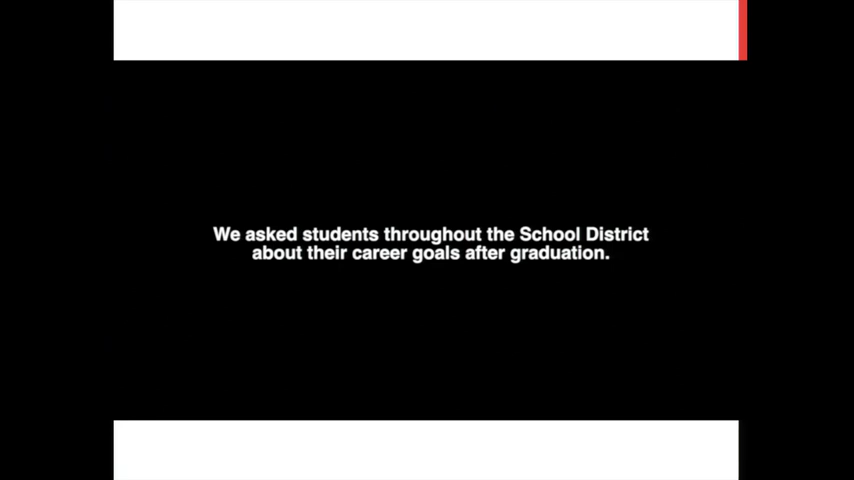 We asked students throughout the School District
about their career goals after graduation.